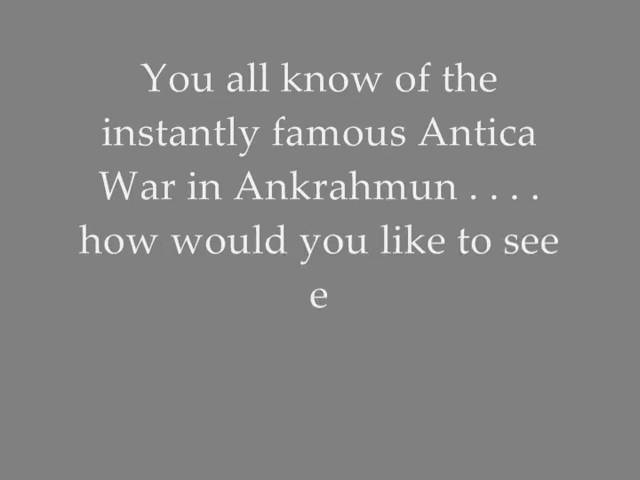 You all know of the
instantly famous Antica
War in Ankrahmun . . . .
how would you like to see
e